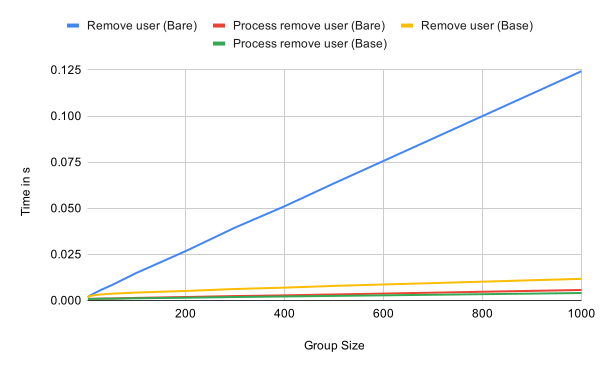 Remove user (Bare) Process remove user (Bare) Remove user (Base)
Process remove user (Base)
0.125
0.100
0.075
0.050
0.025
0.000
Time in s
200 400 600 800 1000
Group Size